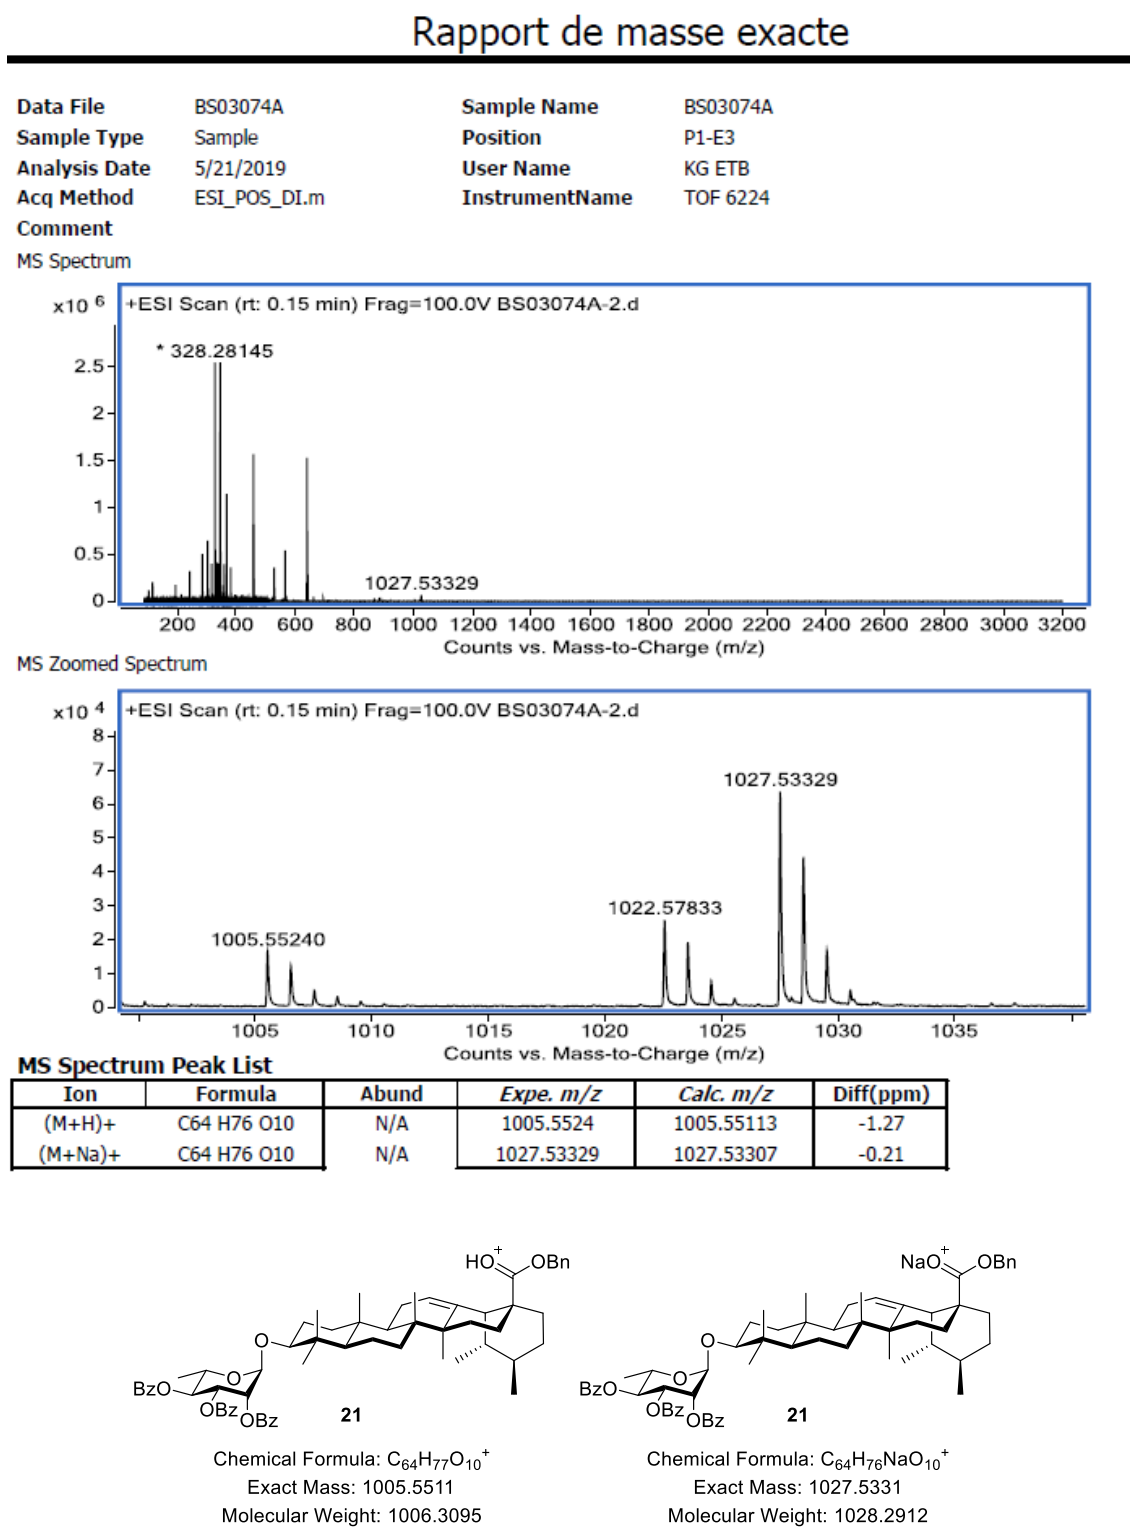 Rapport de masse exacte
Data File BS03074A Sample Name BS03074A
Sample Type Sample Position P1-E3
Analysis Date 5/21/2019 User Name KG ETB
Acq Method ESI_POS_DI.m InstrumentName TOF 6224
Comment
MS Spectrum
x10 6 +ESI Scan (rt: 0.15 min) Frag=100.0V BS03074A-2.d
* 328.28145
2.5
2
1.5
1
0.5
1027.53329
0
200 400 600 800 1000 1200 1400 1600 1800 2000 2200 2400 2600 2800 3000 3200
Counts vs. Mass-to-Charge (m/z)
MS Zoomed Spectrum
x10 4 +ESI Scan (rt: 0.15 min) Frag=100.0V BS03074A-2.d
8
7
1027.53329
6
5
4
3
1022.57833
2
1005.55240
1
0
1005 1010 1015 1020 1025 1030 1035
Counts vs. Mass-to-Charge (m/z)
MS Spectrum Peak List
Ion Formula Abund Expe. m/z Calc. m/z Diff(ppm)
(M+H)+ C64 H76 O10 N/A 1005.5524 1005.55113 -1.27
(M+Na)+ C64 H76 O10 N/A 1027.53329 1027.53307 -0.21
HO+ OBn NaO+ OBn
O O
O O
BzO BzO
OBz OBz
OBz OBz
21 21
Chemical Formula: C64H77O10+ Chemical Formula: C64H76NaO10+
Exact Mass: 1005.5511 Exact Mass: 1027.5331
Molecular Weight: 1006.3095 Molecular Weight: 1028.2912